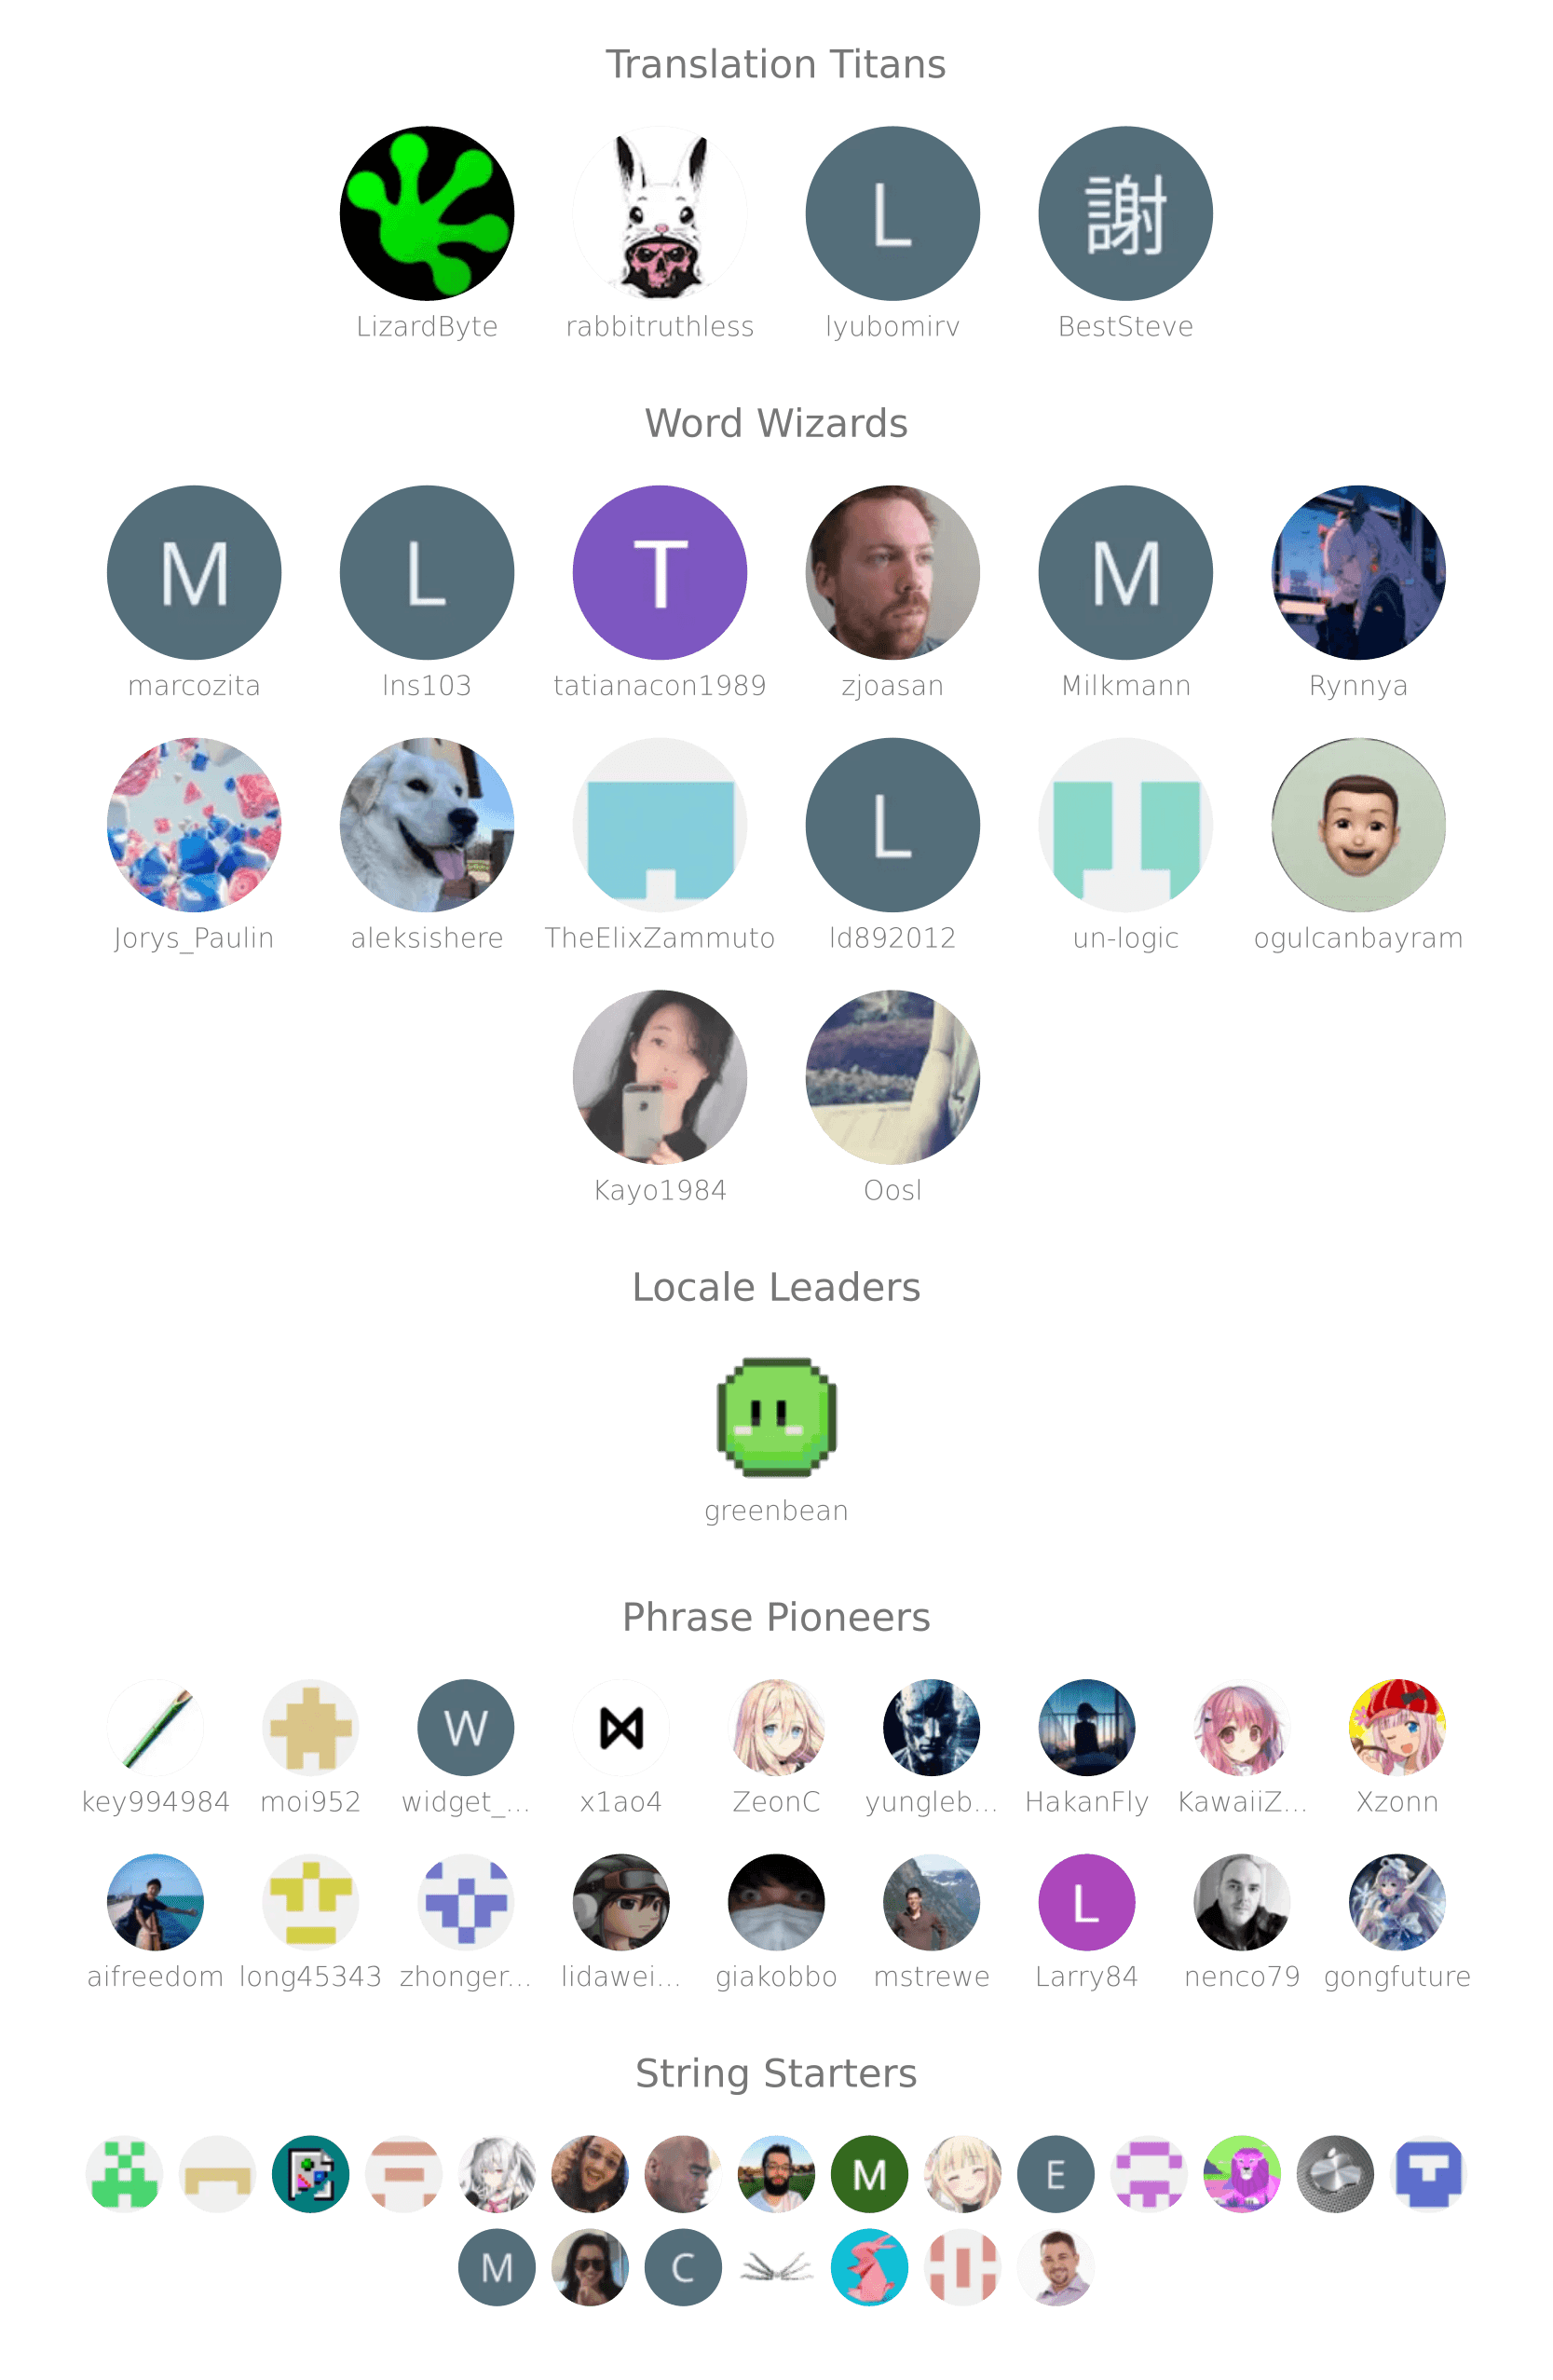 Translation Titans
L 謝
LizardByte rabbitruthless lyubomirv BestSteve
Word Wizards
M L T M
marcozita lns103 tatianacon1989 zjoasan Milkmann Rynnya
L
Jorys_Paulin aleksishere TheElixZammuto ld892012 un-logic ogulcanbayram
Kayo1984 Oosl
Locale Leaders
greenbean
Phrase Pioneers
W
key994984 moi952 widget_... x1ao4 ZeonC yungleb... HakanFly KawaiiZ... Xzonn
L
aifreedom long45343 zhonger... lidawei... giakobbo mstrewe Larry84 nenco79 gongfuture
String Starters
M E
M C